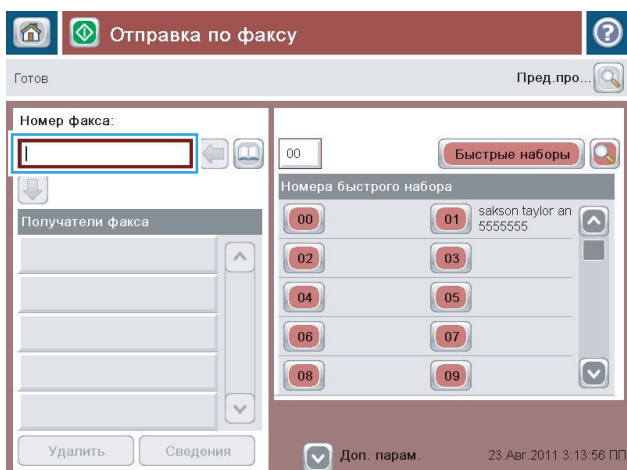 Отправка по факсу
Готов
Пред.про...
Номер факса:
00
Быстрые наборы
Номера быстрого набора
Получатели факса
00
01
sakson taylor an
5555555
02
03
04
05
06
07
08
09
Удалить
Сведения
Доп. парам.
23.Авг.2011 3:13:56 ПП